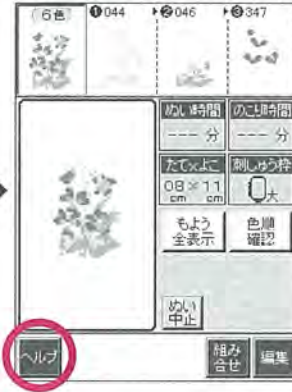 (6色) ❶044 ❷046 ❸347
ぬい時間 のこり時間
--- 分 --- 分
たて×よこ 刺しゅう枠
08×11 大
cm cm
もよう 色順
全表示 確認
ぬい
中止
ヘルプ 組み 編集
合せ